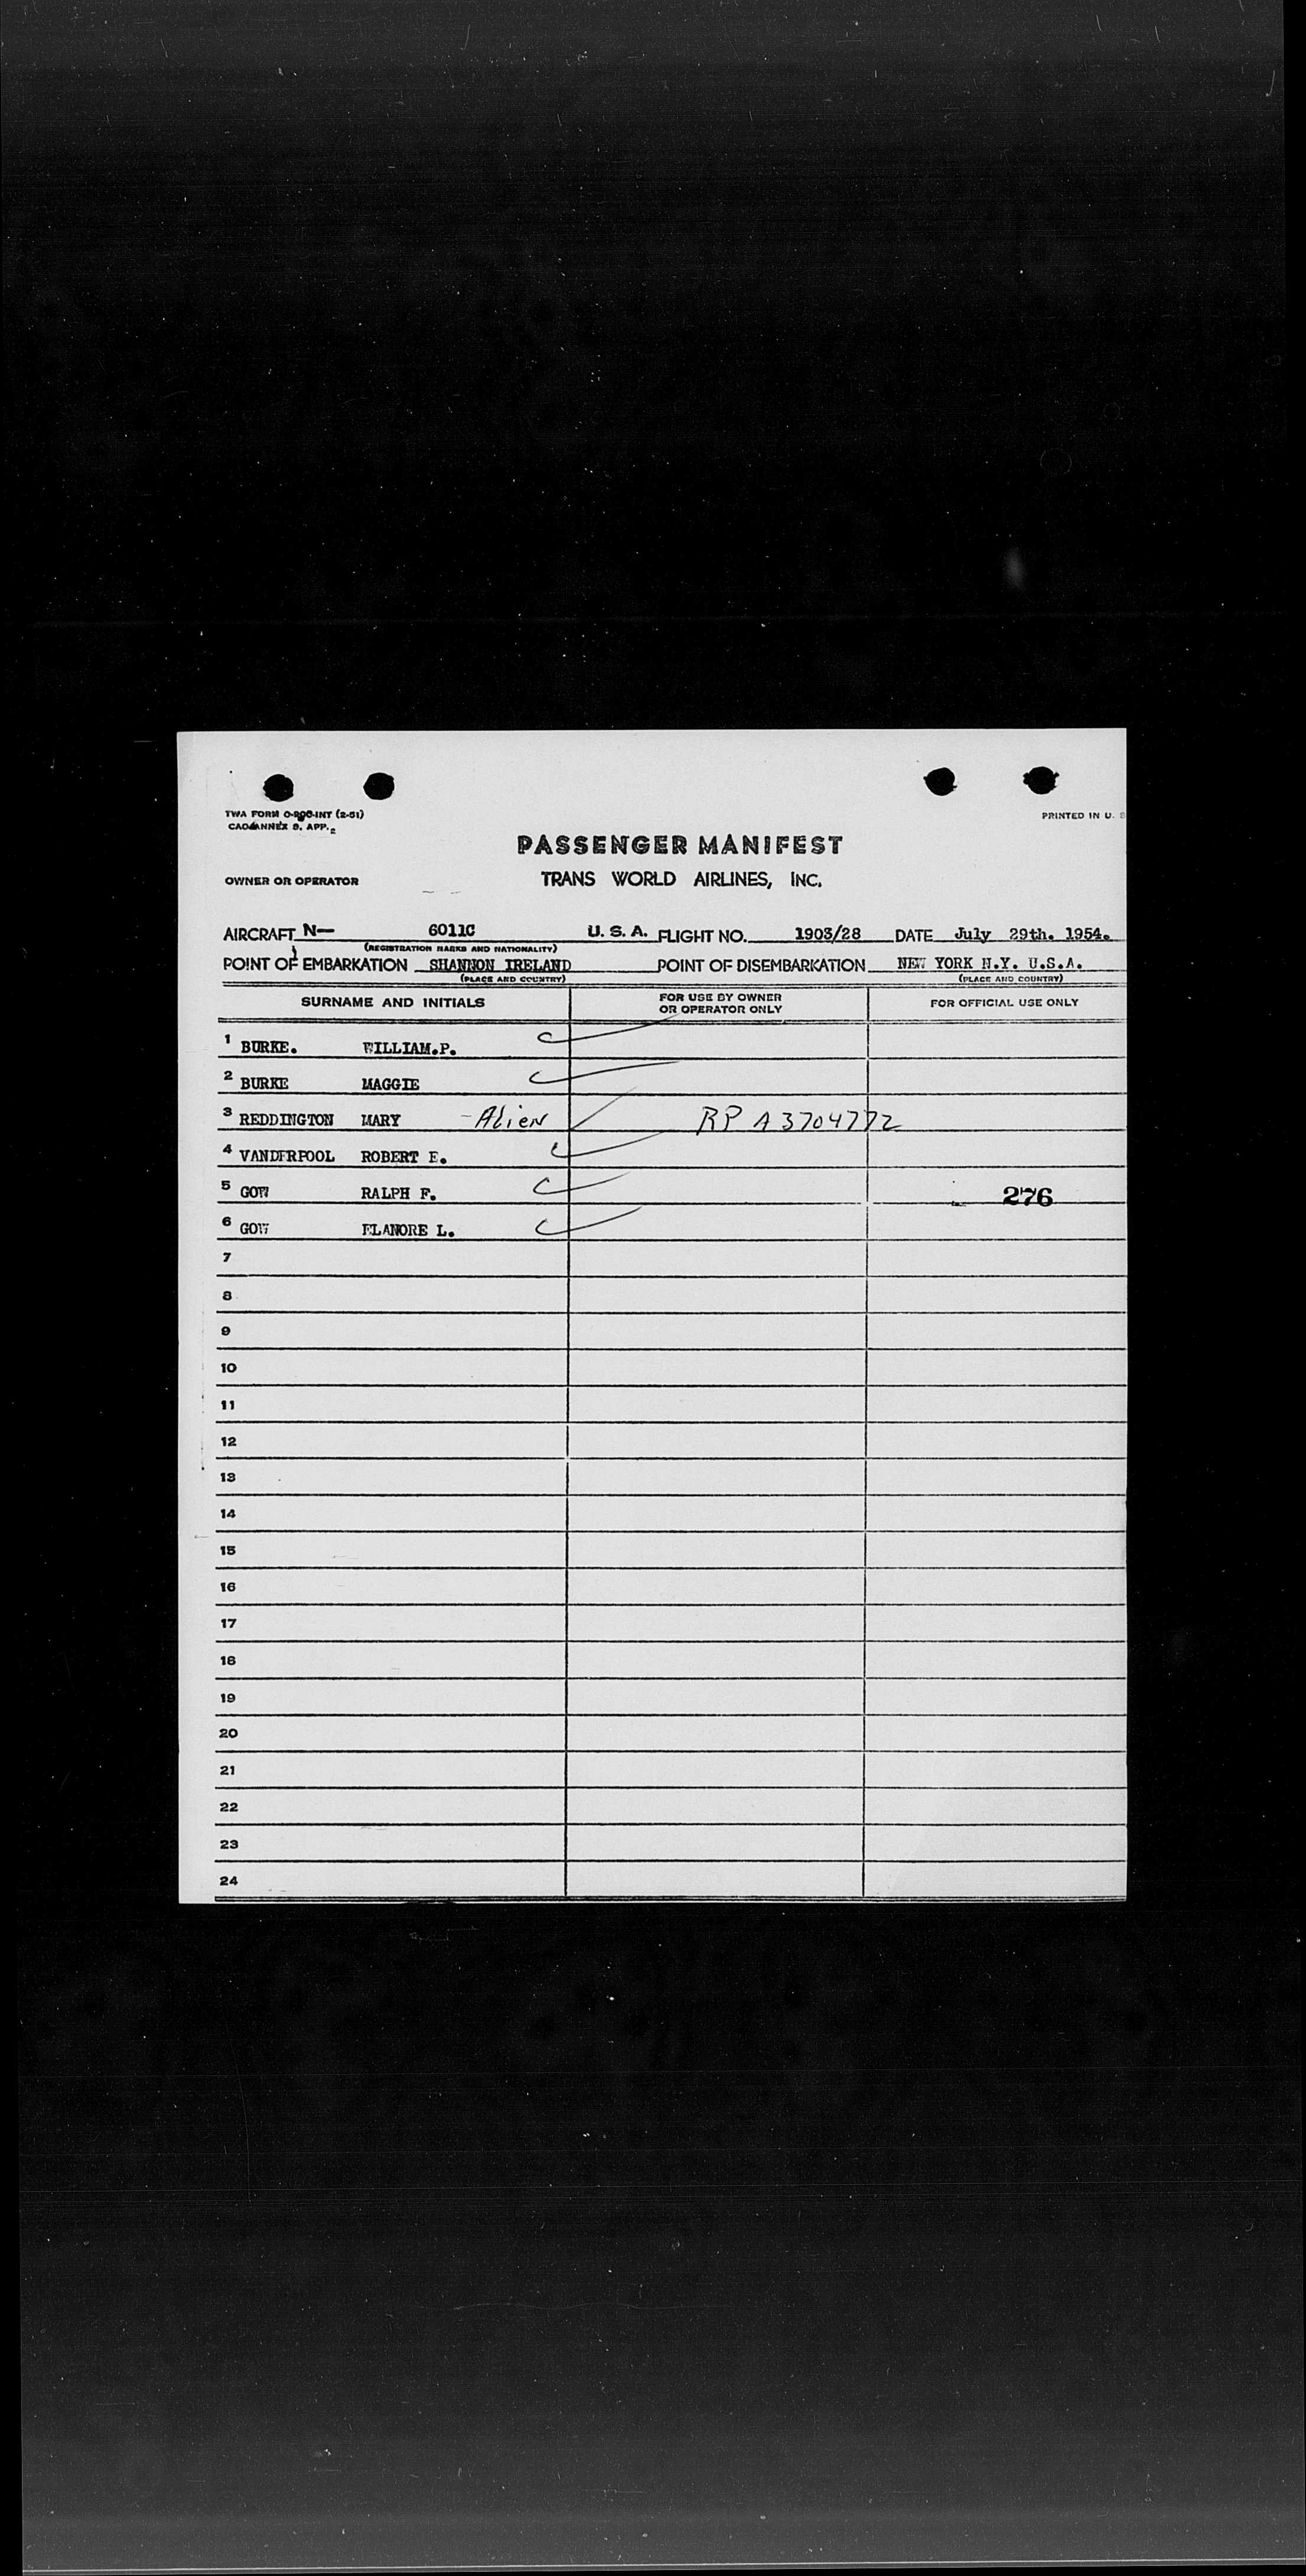 TWA FORM O-290-INT (2-51)
CAO ANNEX 9. APP. 2
PRINTED IN U. S
PASSENGER MANIFEST
OWNER OR OPERATOR TRANS WORLD AIRLINES, INC.
AIRCRAFT N— 6011C U. S. A. FLIGHT NO. 1903/28 DATE July 29th. 1954.
(REGISTRATION MARKS AND NATIONALITY)
POINT OF EMBARKATION SHANNON IRELAND POINT OF DISEMBARKATION NEW YORK N.Y. U.S.A.
(PLACE AND COUNTRY) (PLACE AND COUNTRY)
SURNAME AND INITIALS FOR USE BY OWNER OR OPERATOR ONLY FOR OFFICIAL USE ONLY
1 BURKE. WILLIAM.P.
2 BURKE MAGGIE
3 REDDINGTON MARY - Alien RP A3704772
4 VANDERPOOL ROBERT E.
5 GOW RALPH F. 276
6 GOW ELANORE L.
7
8
9
10
11
12
13
14
15
16
17
18
19
20
21
22
23
24